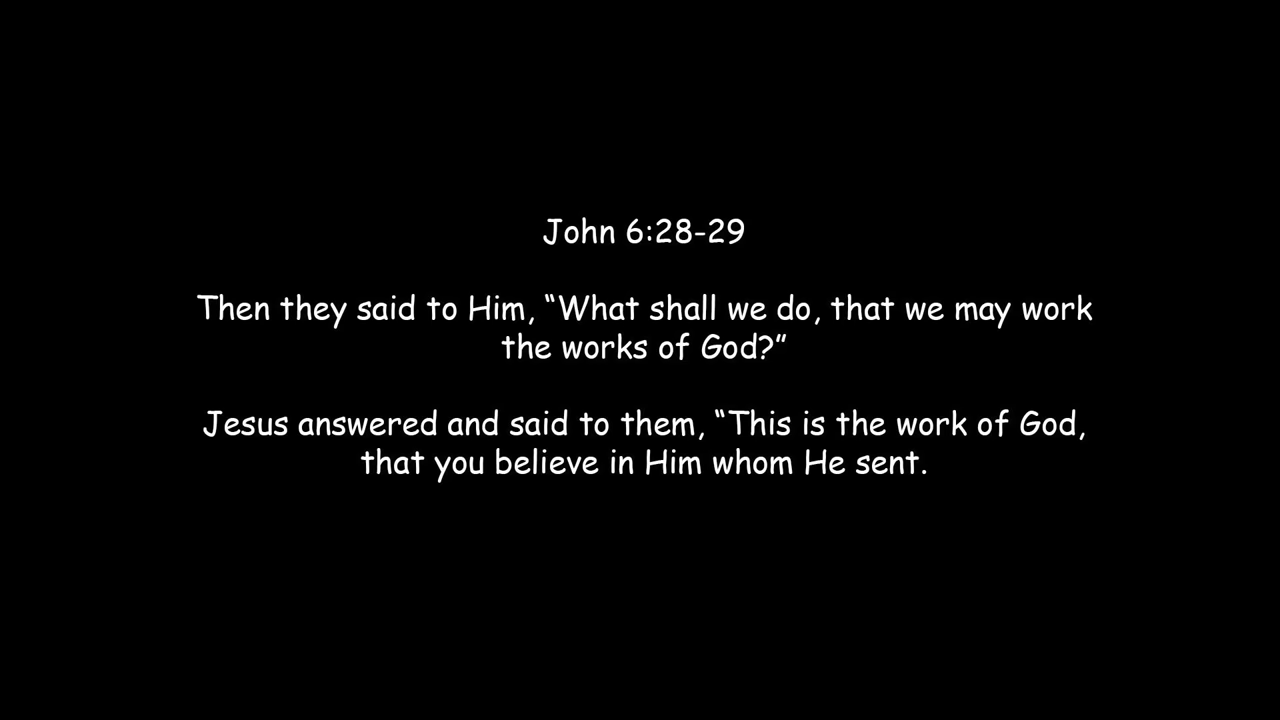 John 6:28-29
Then they said to Him, “What shall we do, that we may work
the works of God?”
Jesus answered and said to them, “This is the work of God,
that you believe in Him whom He sent.